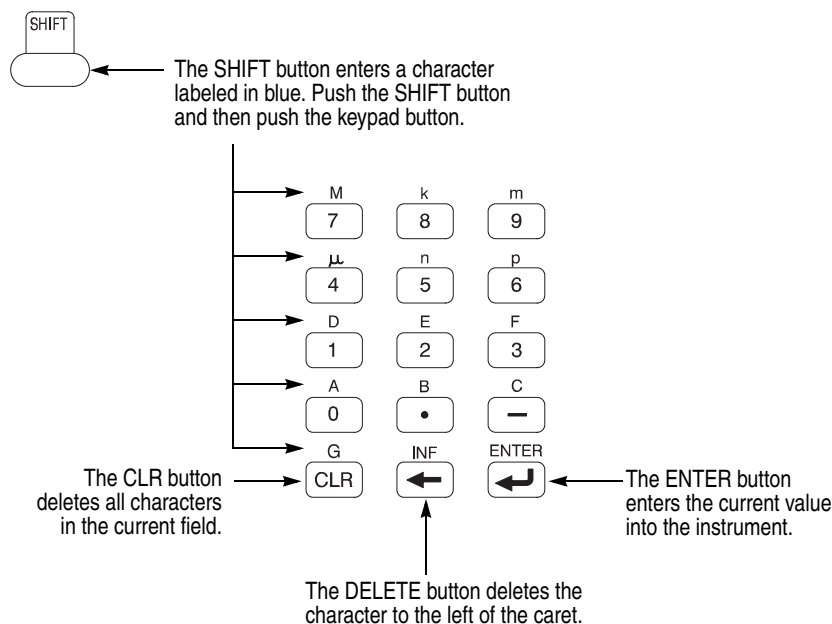 SHIFT
The SHIFT button enters a character
labeled in blue. Push the SHIFT button
and then push the keypad button.
M k m
7 8 9
μ n p
4 5 6
D E F
1 2 3
A B C
0 • –
G INF ENTER
CLR
The CLR button
deletes all characters
in the current field.
The ENTER button
enters the current value
into the instrument.
The DELETE button deletes the
character to the left of the caret.